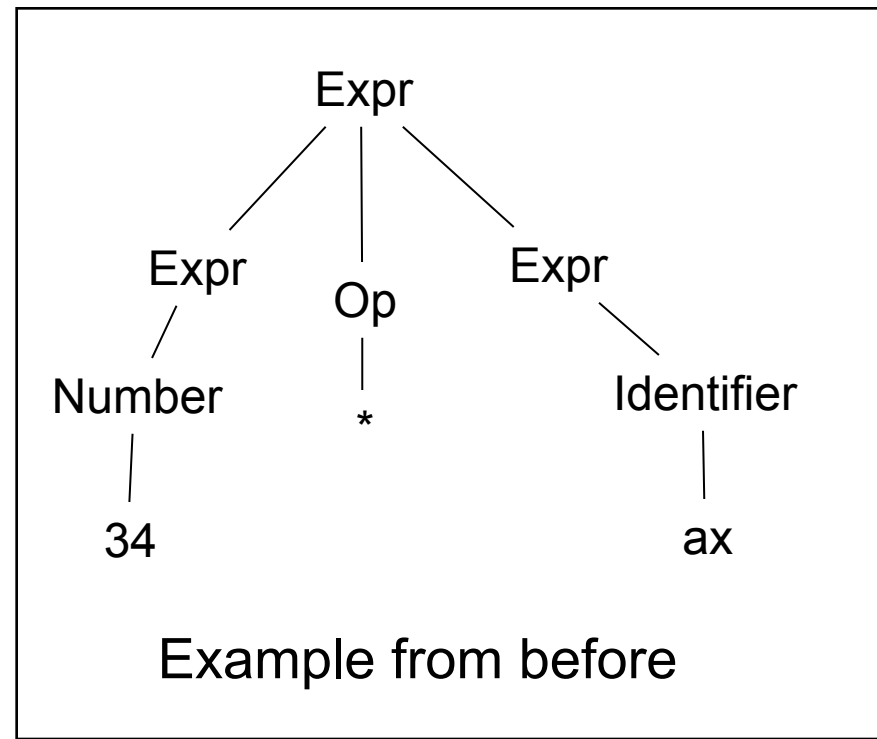 Expr
Expr Op Expr
Number * Identifier
34 ax
Example from before